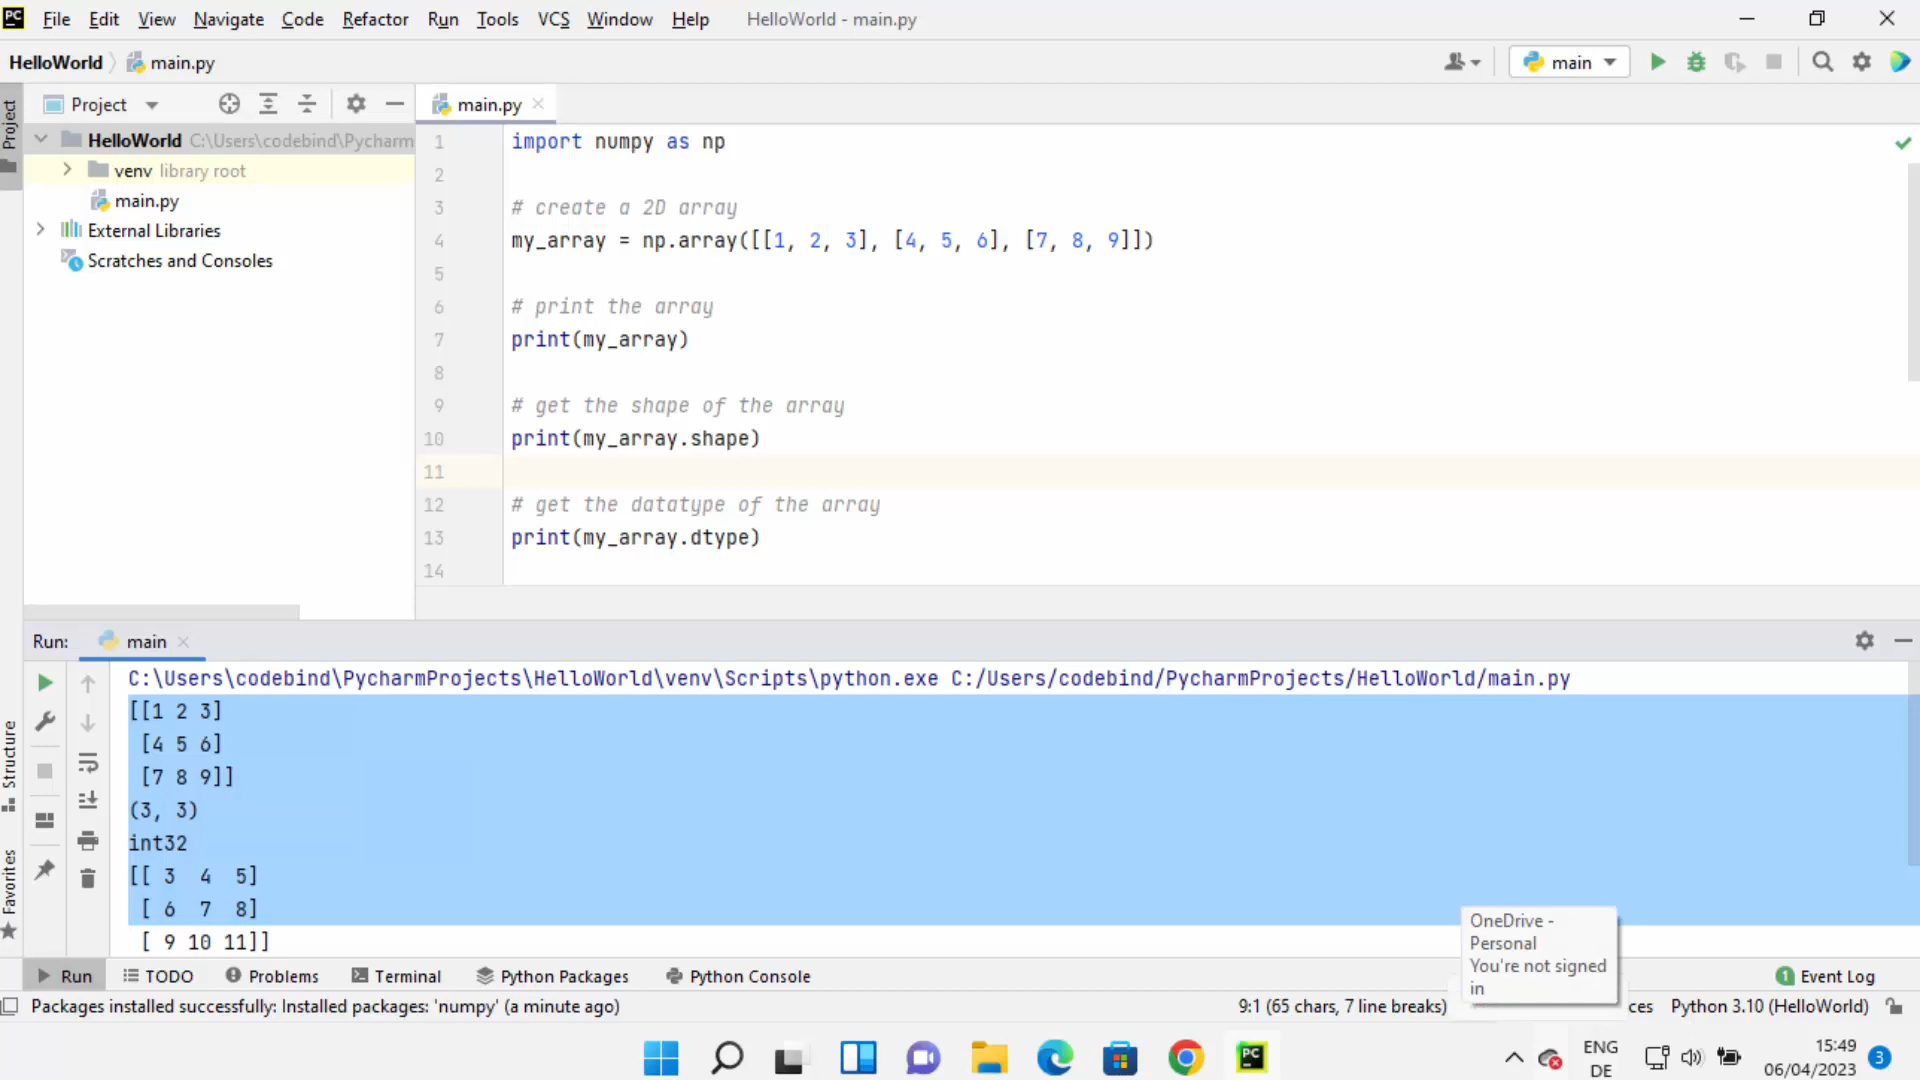 PC File Edit View Navigate Code Refactor Run Tools VCS Window Help HelloWorld - main.py
HelloWorld main.py main
Project main.py
Project
HelloWorld C:\Users\codebind\Pycharm
venv library root
main.py
External Libraries
Scratches and Consoles
1 import numpy as np
2
3 # create a 2D array
4 my_array = np.array([[1, 2, 3], [4, 5, 6], [7, 8, 9]])
5
6 # print the array
7 print(my_array)
8
9 # get the shape of the array
10 print(my_array.shape)
11
12 # get the datatype of the array
13 print(my_array.dtype)
14
Run: main
C:\Users\codebind\PycharmProjects\HelloWorld\venv\Scripts\python.exe C:/Users/codebind/PycharmProjects/HelloWorld/main.py
[[1 2 3]
[4 5 6]
[7 8 9]]
(3, 3)
int32
[[ 3 4 5]
[ 6 7 8]
[ 9 10 11]]
Structure
Favorites
OneDrive -
Personal
You're not signed
in
Run TODO Problems Terminal Python Packages Python Console 1 Event Log
Packages installed successfully: Installed packages: 'numpy' (a minute ago) 9:1 (65 chars, 7 line breaks) ces Python 3.10 (HelloWorld)
PC
ENG
DE
15:49
06/04/2023
3